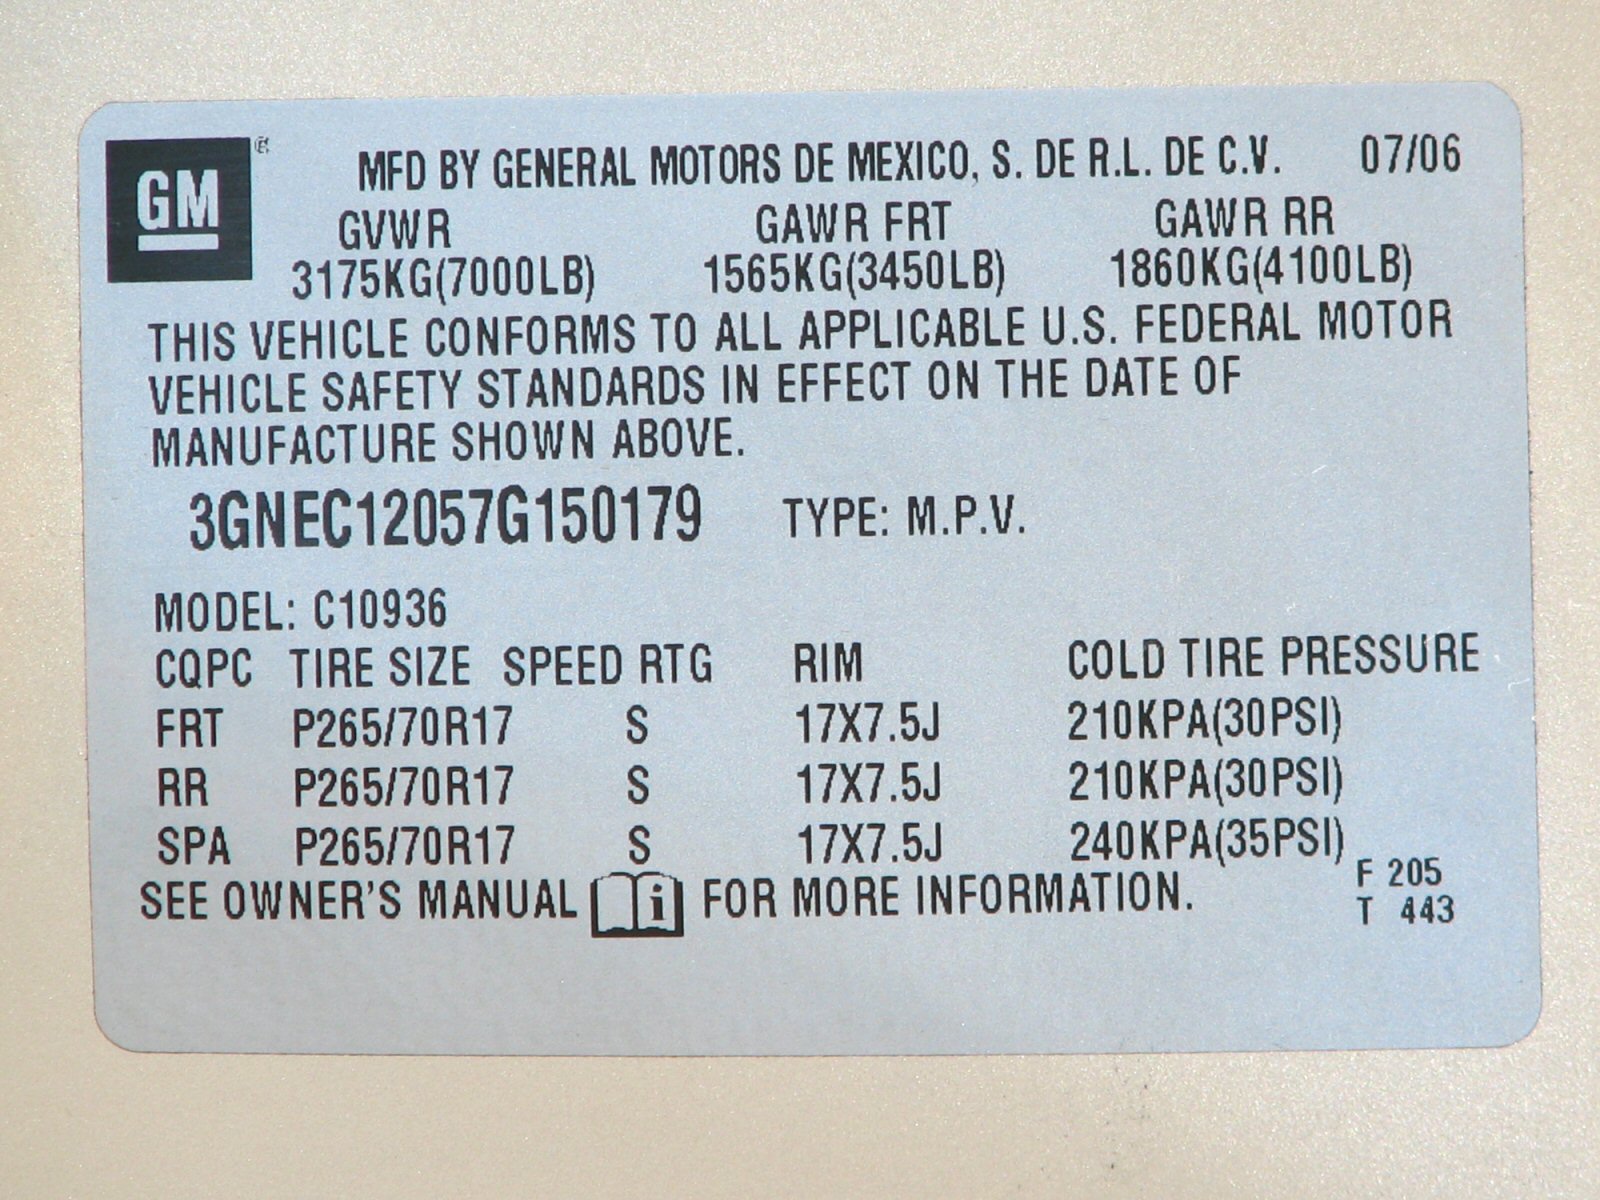 GM ®
MFD BY GENERAL MOTORS DE MEXICO, S. DE R.L. DE C.V. 07/06
GVWR GAWR FRT GAWR RR
3175KG(7000LB) 1565KG(3450LB) 1860KG(4100LB)
THIS VEHICLE CONFORMS TO ALL APPLICABLE U.S. FEDERAL MOTOR
VEHICLE SAFETY STANDARDS IN EFFECT ON THE DATE OF
MANUFACTURE SHOWN ABOVE.
3GNEC12057G150179 TYPE: M.P.V.
MODEL: C10936
CQPC TIRE SIZE SPEED RTG RIM COLD TIRE PRESSURE
FRT P265/70R17 S 17X7.5J 210KPA(30PSI)
RR P265/70R17 S 17X7.5J 210KPA(30PSI)
SPA P265/70R17 S 17X7.5J 240KPA(35PSI)
SEE OWNER'S MANUAL i FOR MORE INFORMATION.
F 205
T 443